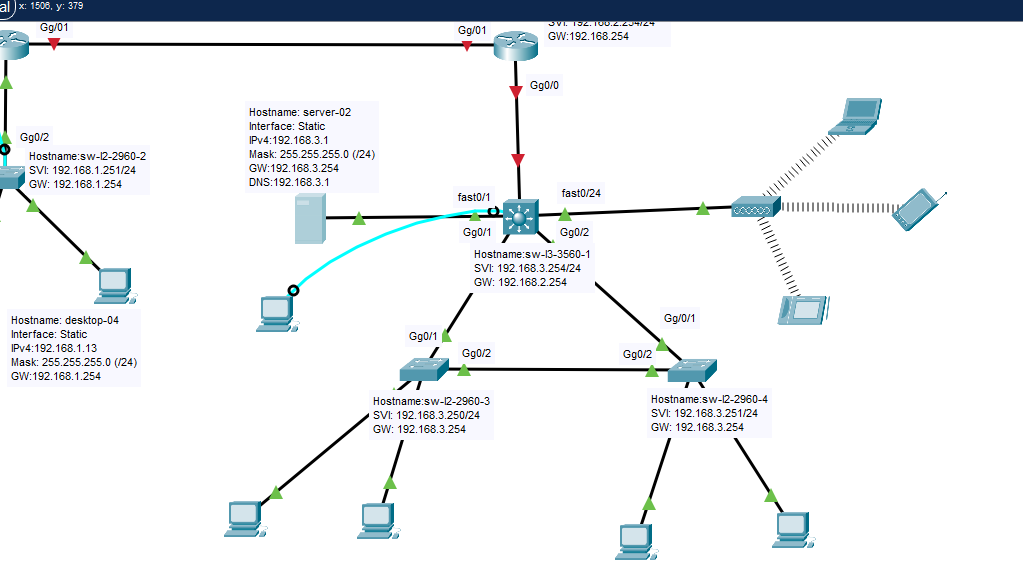 al x: 1506, y: 379
Gg/01
Gg/01
SVI: 192.168.2.254/24
GW:192.168.254
Gg0/0
Hostname: server-02
Interface: Static
IPv4:192.168.3.1
Mask: 255.255.255.0 (/24)
GW:192.168.3.254
DNS:192.168.3.1
Gg0/2
Hostname:sw-l2-2960-2
SVI: 192.168.1.251/24
GW: 192.168.1.254
fast0/1
fast0/24
Gg0/1
Gg0/2
Hostname:sw-l3-3560-1
SVI: 192.168.3.254/24
GW: 192.168.2.254
Hostname: desktop-04
Interface: Static
IPv4:192.168.1.13
Mask: 255.255.255.0 (/24)
GW:192.168.1.254
Gg0/1
Gg0/2
Gg/0/1
Gg0/2
Hostname:sw-l2-2960-3
SVI: 192.168.3.250/24
GW: 192.168.3.254
Hostname:sw-l2-2960-4
SVI: 192.168.3.251/24
GW: 192.168.3.254